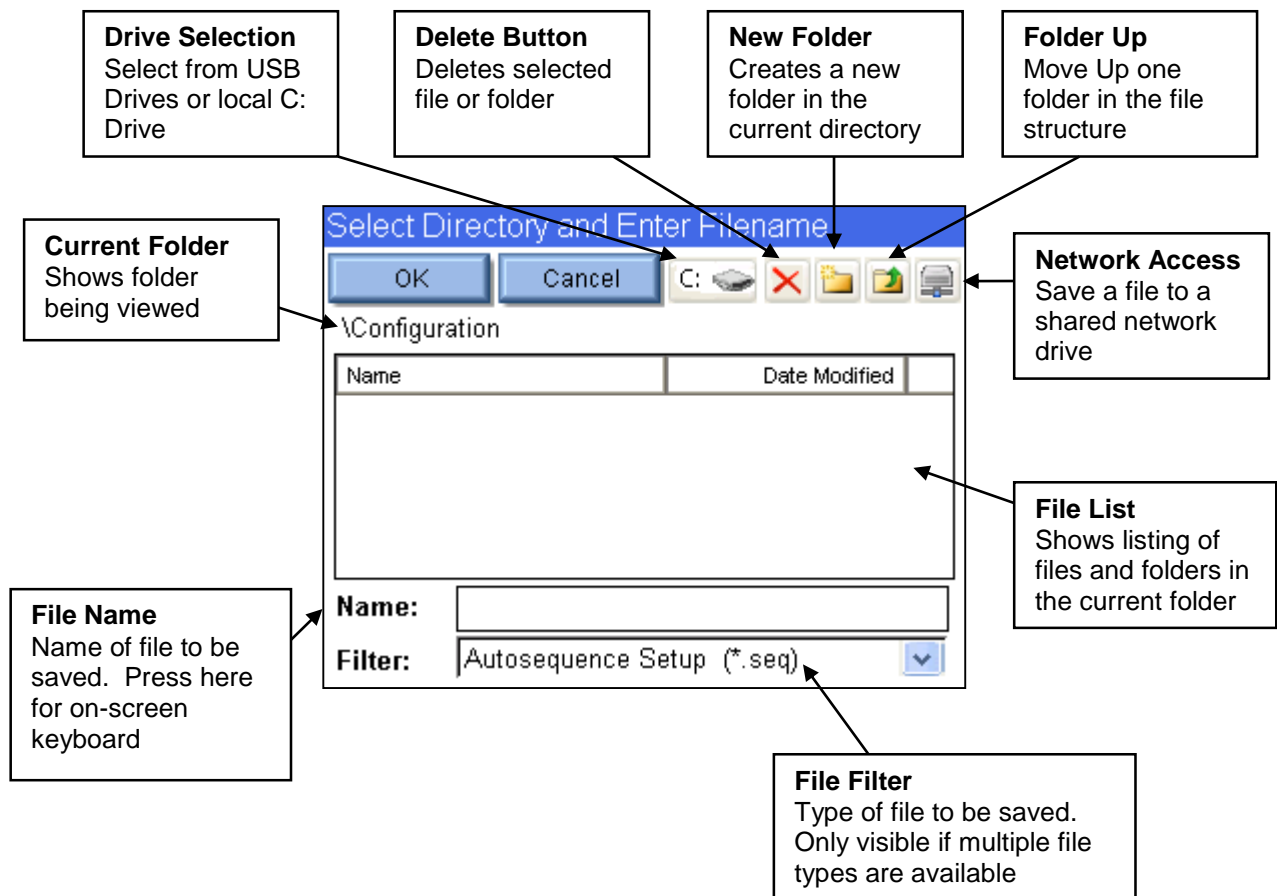 Drive Selection
Select from USB
Drives or local C:
Drive
Delete Button
Deletes selected
file or folder
New Folder
Creates a new
folder in the
current directory
Folder Up
Move Up one
folder in the file
structure
Current Folder
Shows folder
being viewed
Select Directory and Enter Filename
OK
Cancel
C:
\Configuration
Name
Date Modified
Network Access
Save a file to a
shared network
drive
File List
Shows listing of
files and folders in
the current folder
File Name
Name of file to be
saved. Press here
for on-screen
keyboard
Name:
Filter:
Autosequence Setup (*.seq)
File Filter
Type of file to be saved.
Only visible if multiple file
types are available